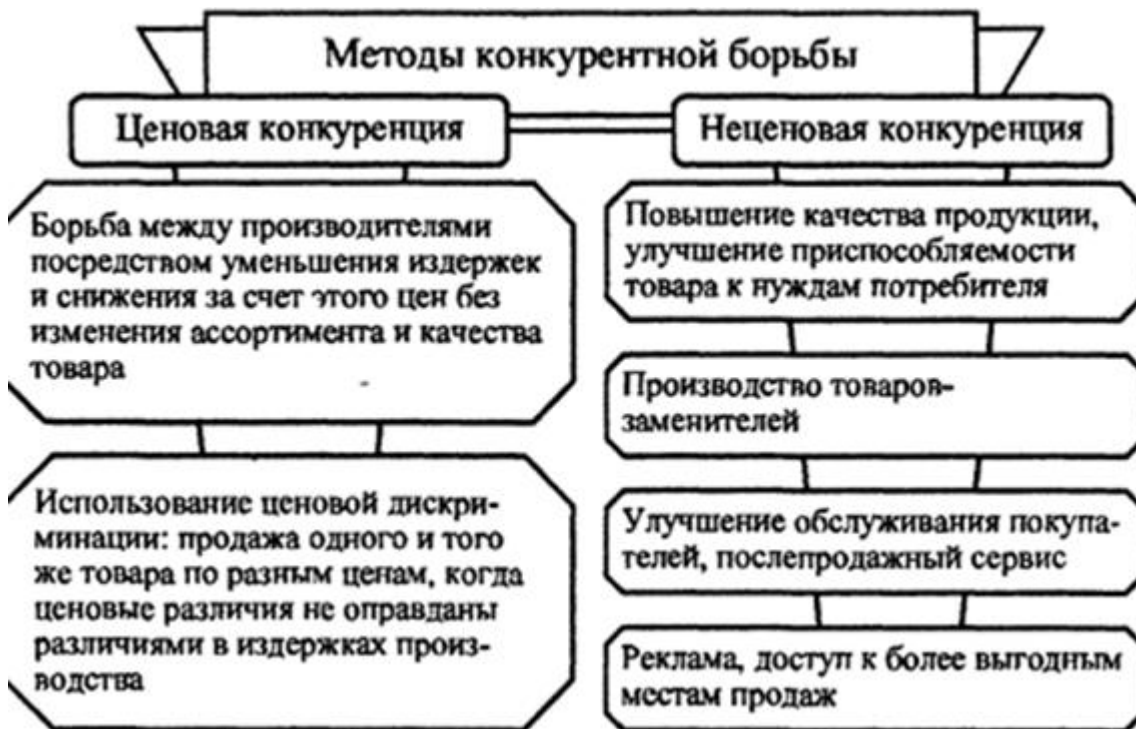 Методы конкурентной борьбы
Ценовая конкуренция
Борьба между производителями
посредством уменьшения издержек
и снижения за счет этого цен без
изменения ассортимента и качества
товара
Использование ценовой дискри-
минации: продажа одного и того
же товара по разным ценам, когда
ценовые различия не оправданы
различиями в издержках произ-
водства
Неценовая конкуренция
Повышение качества продукции,
улучшение приспособляемости
товара к нуждам потребителя
Производство товаров-
заменителей
Улучшение обслуживания покупа-
телей, послепродажный сервис
Реклама, доступ к более выгодным
местам продаж